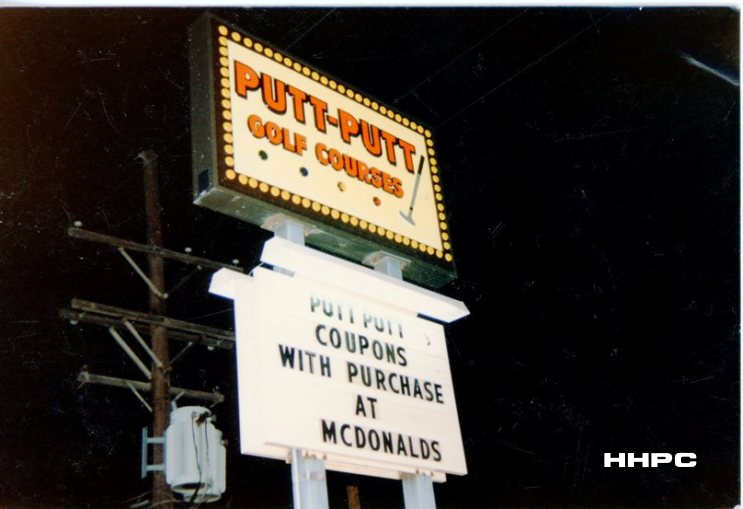 PUTT-PUTT
GOLF COURSES
PUTT PUTT
COUPONS
WITH PURCHASE
AT
MCDONALDS
HHPC